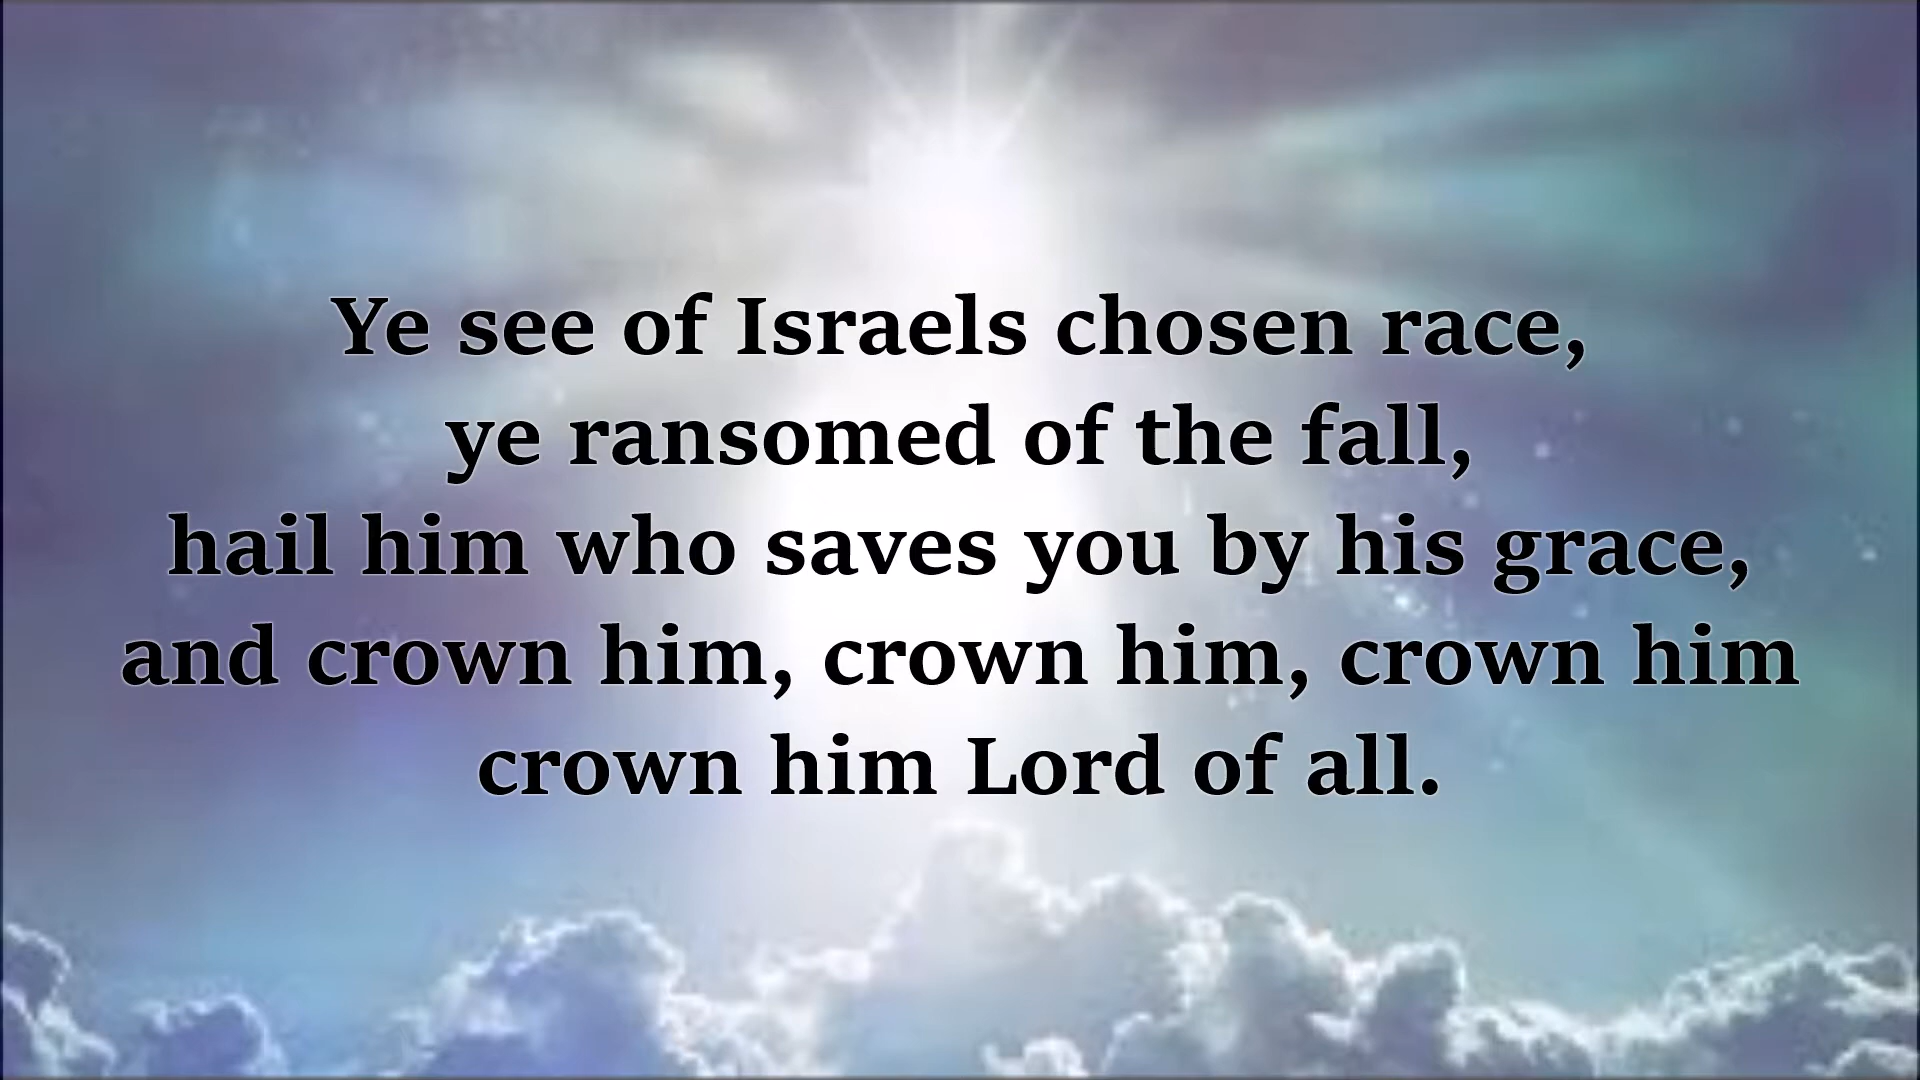 Ye see of Israels chosen race,
ye ransomed of the fall,
hail him who saves you by his grace,
and crown him, crown him, crown him
crown him Lord of all.